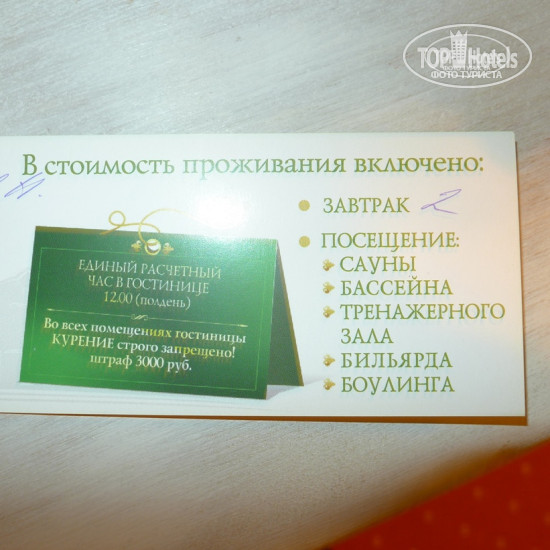 TOP Hotels
ФОТО ТУРИСТА
В СТОИМОСТЬ ПРОЖИВАНИЯ ВКЛЮЧЕНО:
ЗАВТРАК 2
ПОСЕЩЕНИЕ:
САУНЫ
БАССЕЙНА
ТРЕНАЖЕРНОГО
ЗАЛА
БИЛЬЯРДА
БОУЛИНГА
ЕДИНЫЙ РАСЧЕТНЫЙ
ЧАС В ГОСТИНИЦЕ
12.00 (полдень)
Во всех помещениях гостиницы
КУРЕНИЕ строго запрещено!
штраф 3000 руб.